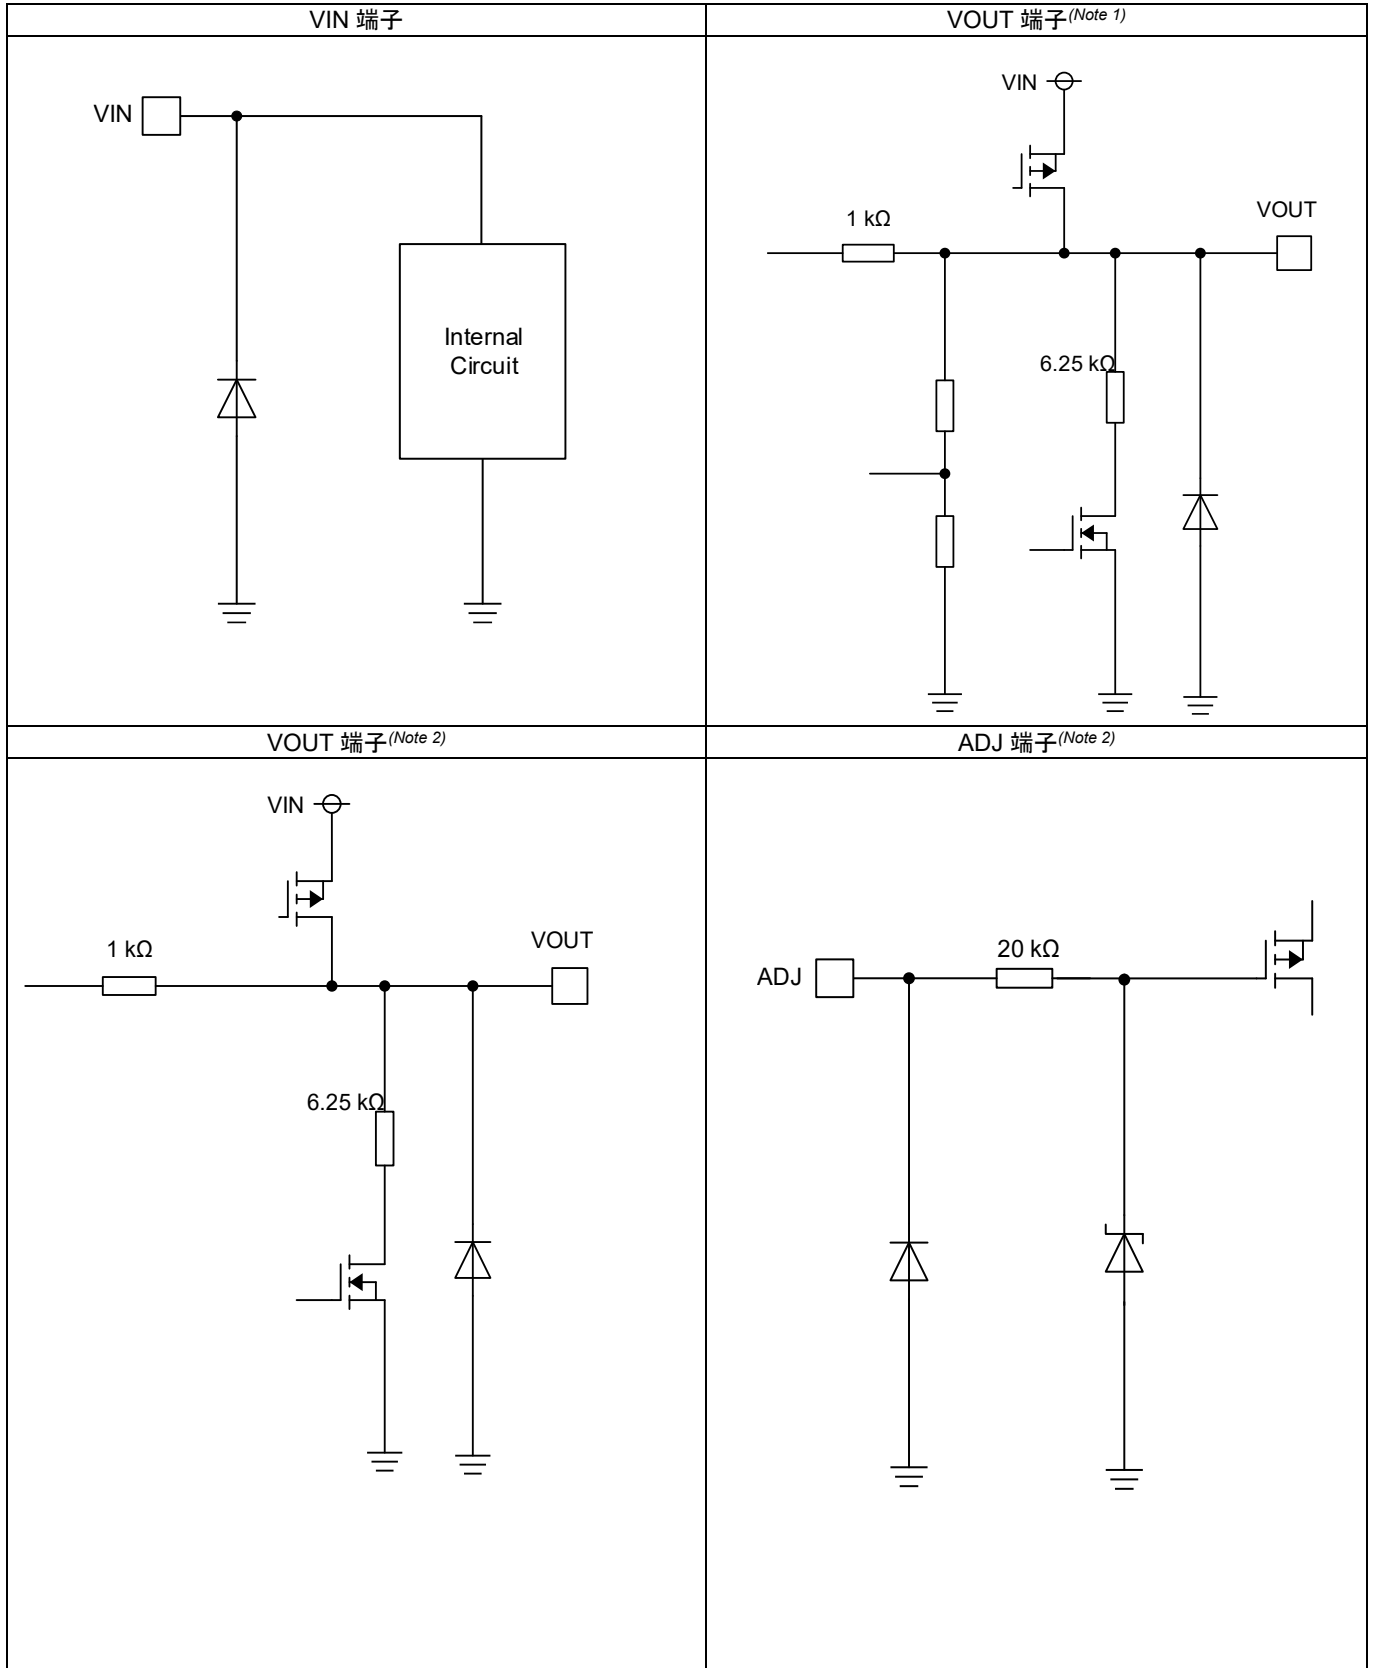 VIN 端子
VOUT 端子(Note 1)
VIN
Internal
Circuit
VIN
1 kΩ
VOUT
6.25 kΩ
VOUT 端子(Note 2)
ADJ 端子(Note 2)
VIN
1 kΩ
VOUT
6.25 kΩ
ADJ
20 kΩ